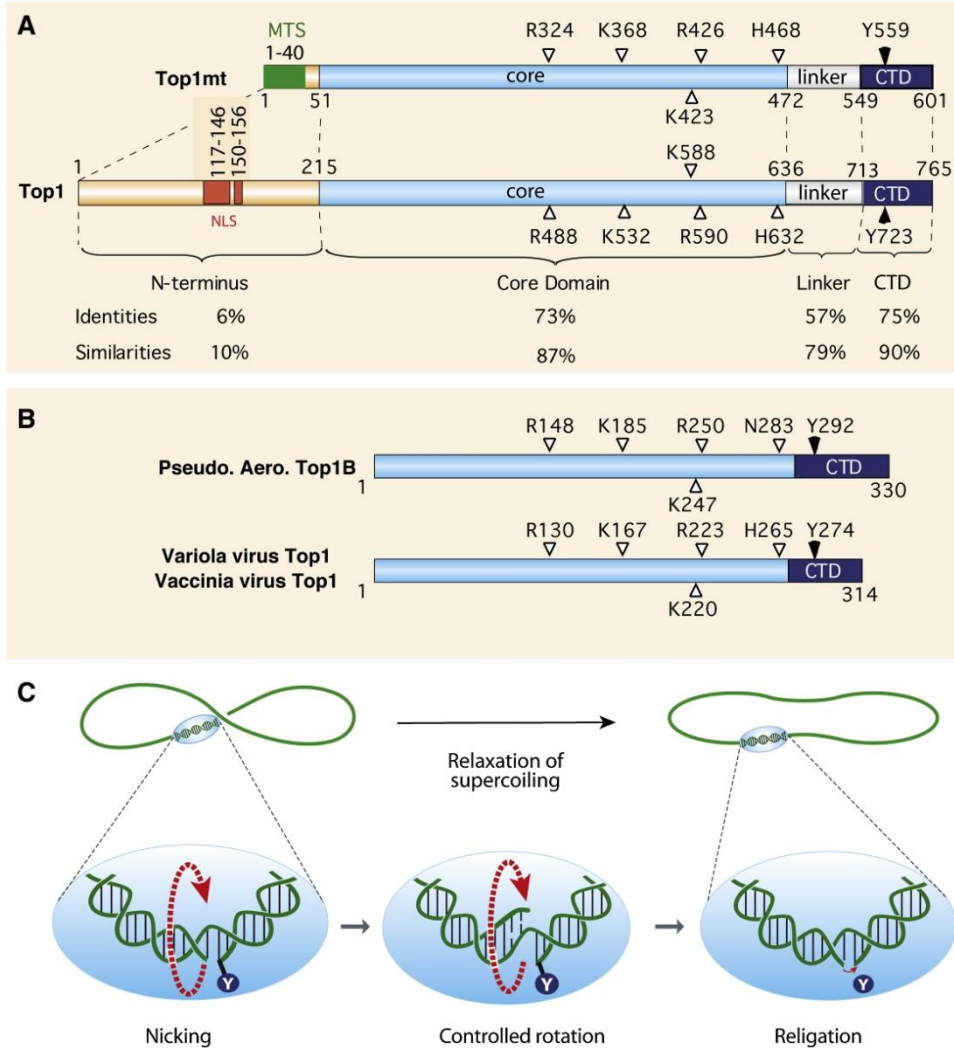 A
MTS
1-40
R324 K368 R426 H468 Y559
Top1mt
core linker CTD
1 51 472 549 601
K423
117-146
150-156
K588
1 215 636 713 765
Top1
core linker CTD
NLS
R488 K532 R590 H632 Y723
N-terminus Core Domain Linker CTD
Identities 6% 73% 57% 75%
Similarities 10% 87% 79% 90%
B
R148 K185 R250 N283 Y292
Pseudo. Aero. Top1B
CTD
1 330
K247
R130 K167 R223 H265 Y274
Variola virus Top1
Vaccinia virus Top1
CTD
1 314
K220
C
Relaxation of
supercoiling
Y Y Y
Nicking Controlled rotation Religation